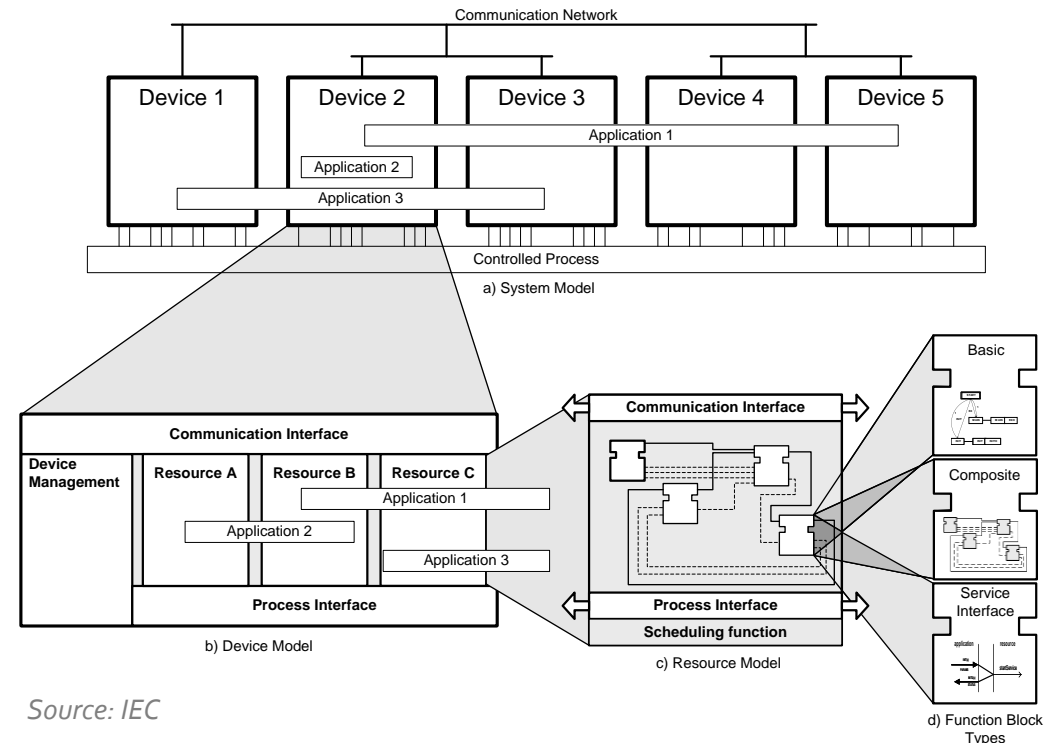 Communication Network
Device 1
Device 2
Device 3
Device 4
Device 5
Application 1
Application 2
Application 3
Controlled Process
a) System Model
Communication Interface
Device
Management
Resource A
Resource B
Resource C
Application 1
Application 2
Application 3
Process Interface
b) Device Model
Communication Interface
Process Interface
Scheduling function
c) Resource Model
Basic
Composite
Service
Interface
application
resource
d) Function Block
Types
Source: IEC